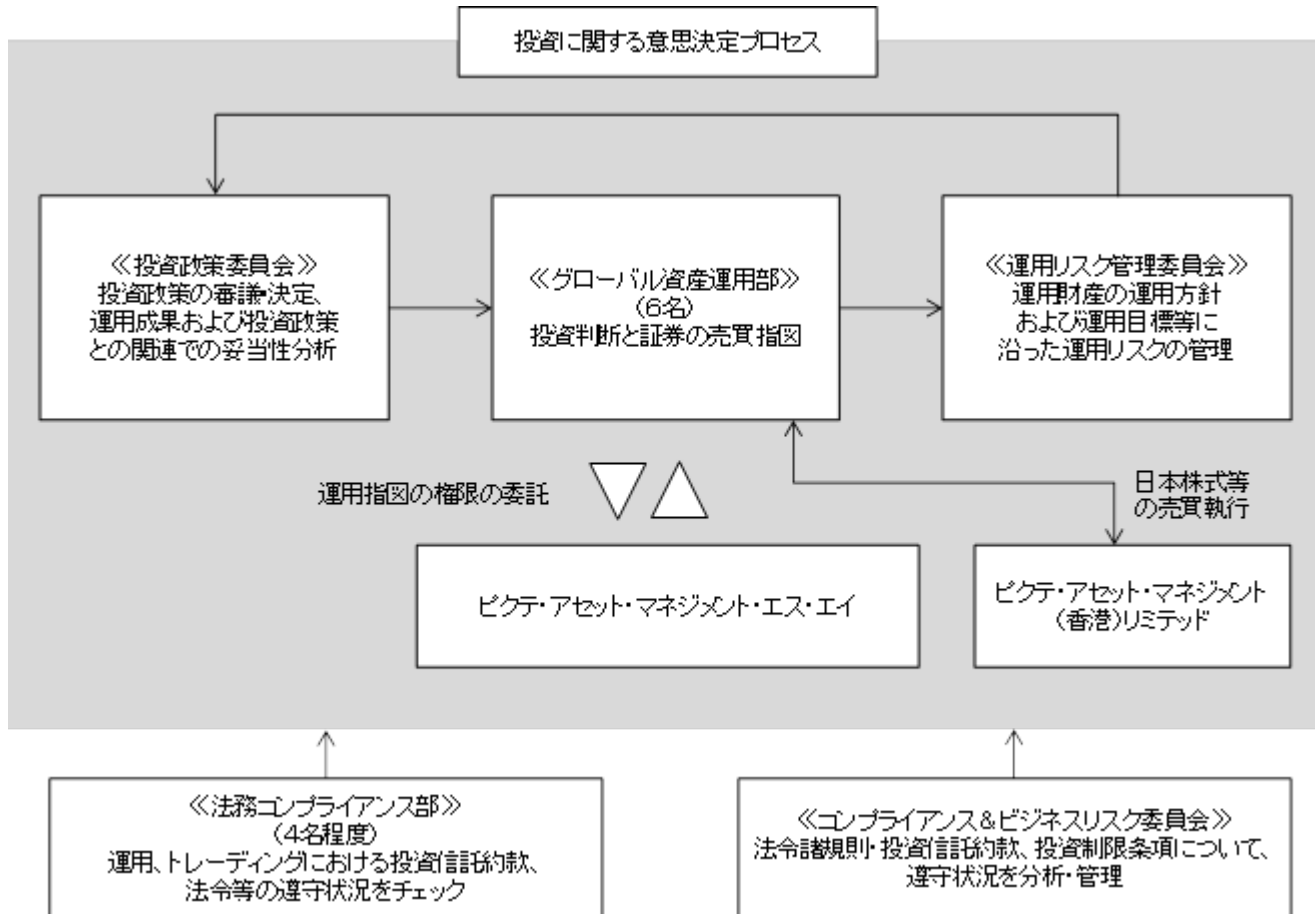 投資に関する意思決定プロセス
≪投資政策委員会≫
投資政策の審議・決定、
運用成果および投資政策
との関連での妥当性分析
≪グローバル資産運用部≫
(6名)
投資判断と証券の売買指図
≪運用リスク管理委員会≫
運用財産の運用方針
および運用目標等に
沿った運用リスクの管理
運用指図の権限の委託
日本株式等
の売買執行
ピクテ・アセット・マネジメント・エス・エイ
ピクテ・アセット・マネジメント
(香港)リミテッド
≪法務コンプライアンス部≫
(4名程度)
運用、トレーディングにおける投資信託約款、
法令等の遵守状況をチェック
≪コンプライアンス&ビジネスリスク委員会≫
法令諸規則・投資信託約款、投資制限条項について、
遵守状況を分析・管理